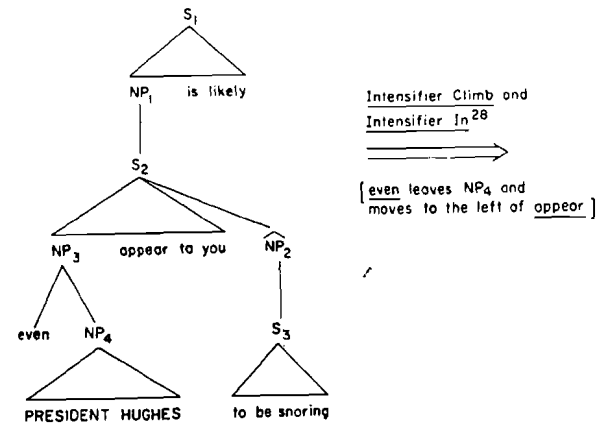 S1
NP1 is likely
Intensifier Climb and
Intensifier In28
S2
[even leaves NP4 and
moves to the left of appear]
NP3 appear to you NP2
even NP4 S3
PRESIDENT HUGHES to be snoring